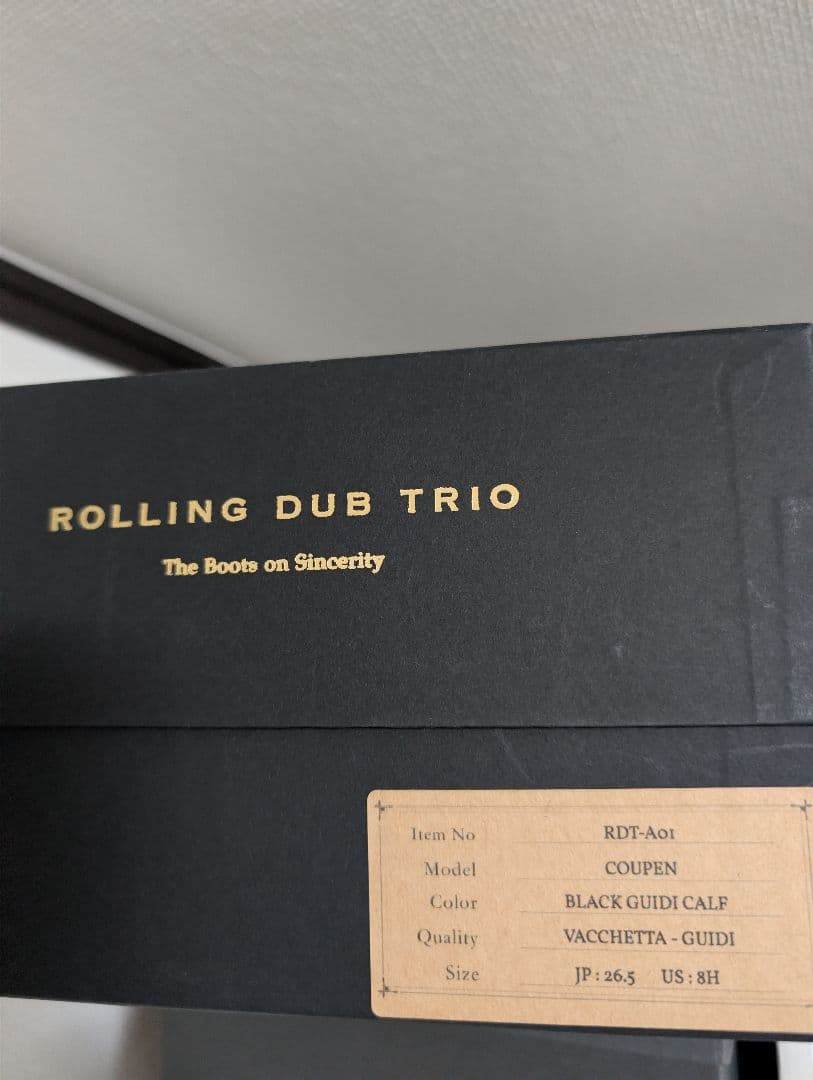 ROLLING DUB TRIO
The Boots on Sincerity
Item No RDT-A01
Model COUPEN
Color BLACK GUIDI CALF
Quality VACCHETTA - GUIDI
Size JP : 26.5 US : 8H